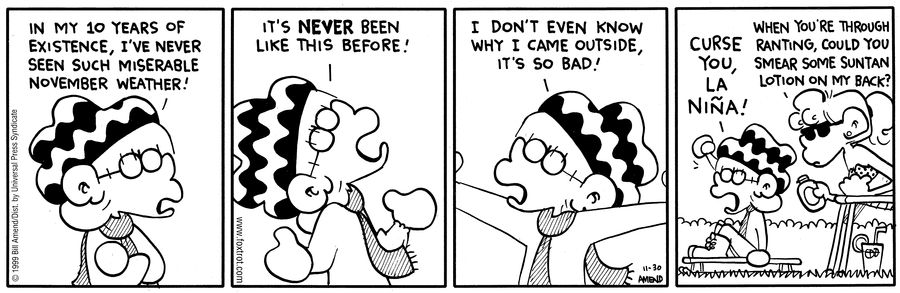 IN MY 10 YEARS OF
EXISTENCE, I'VE NEVER
SEEN SUCH MISERABLE
NOVEMBER WEATHER!
© 1999 Bill Amend/Dist. by Universal Press Syndicate
IT'S NEVER BEEN
LIKE THIS BEFORE!
www.foxtrot.com
I DON'T EVEN KNOW
WHY I CAME OUTSIDE,
IT'S SO BAD!
11-30
AMEND
CURSE
YOU,
LA
NIÑA!
WHEN YOU'RE THROUGH
RANTING, COULD YOU
SMEAR SOME SUNTAN
LOTION ON MY BACK?